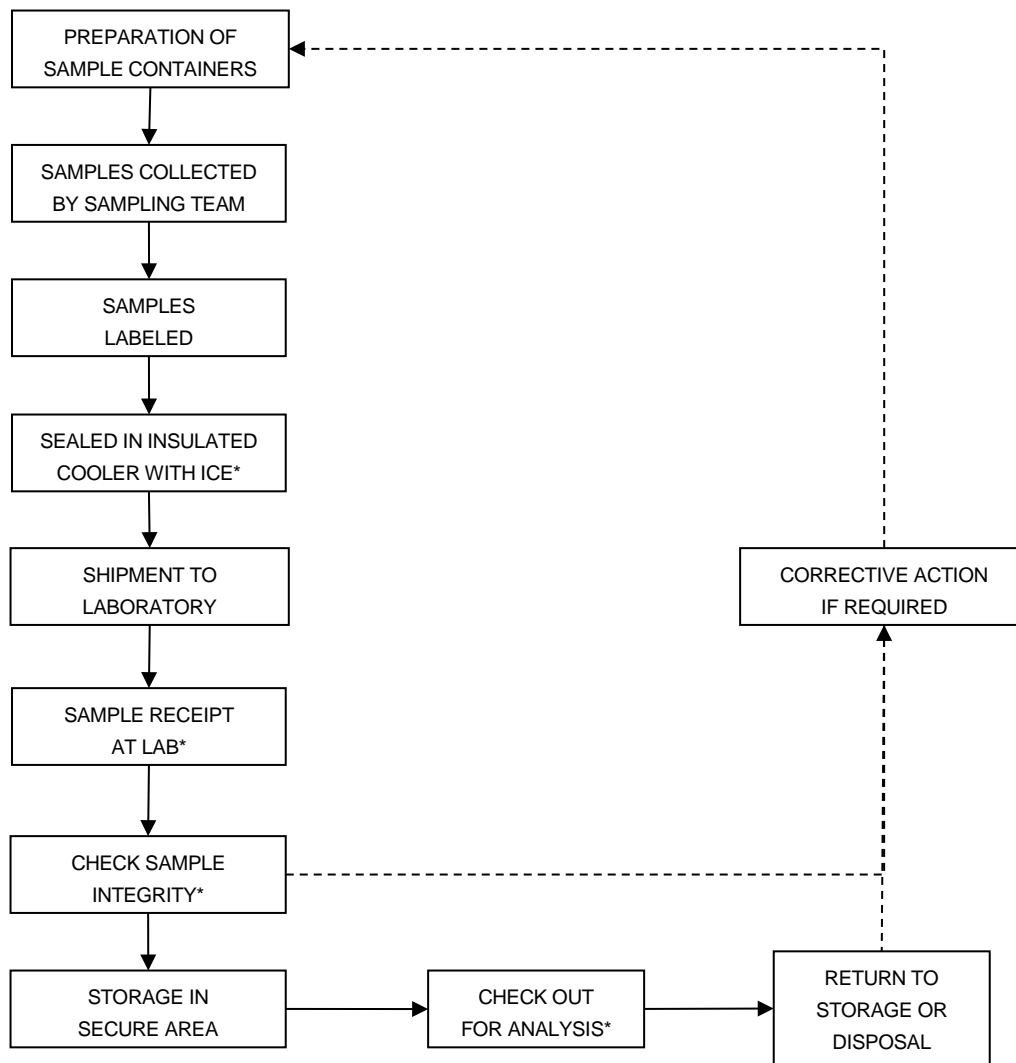 PREPARATION OF
SAMPLE CONTAINERS
SAMPLES COLLECTED
BY SAMPLING TEAM
SAMPLES
LABELED
SEALED IN INSULATED
COOLER WITH ICE*
SHIPMENT TO
LABORATORY
CORRECTIVE ACTION
IF REQUIRED
SAMPLE RECEIPT
AT LAB*
CHECK SAMPLE
INTEGRITY*
STORAGE IN
SECURE AREA
CHECK OUT
FOR ANALYSIS*
RETURN TO
STORAGE OR
DISPOSAL